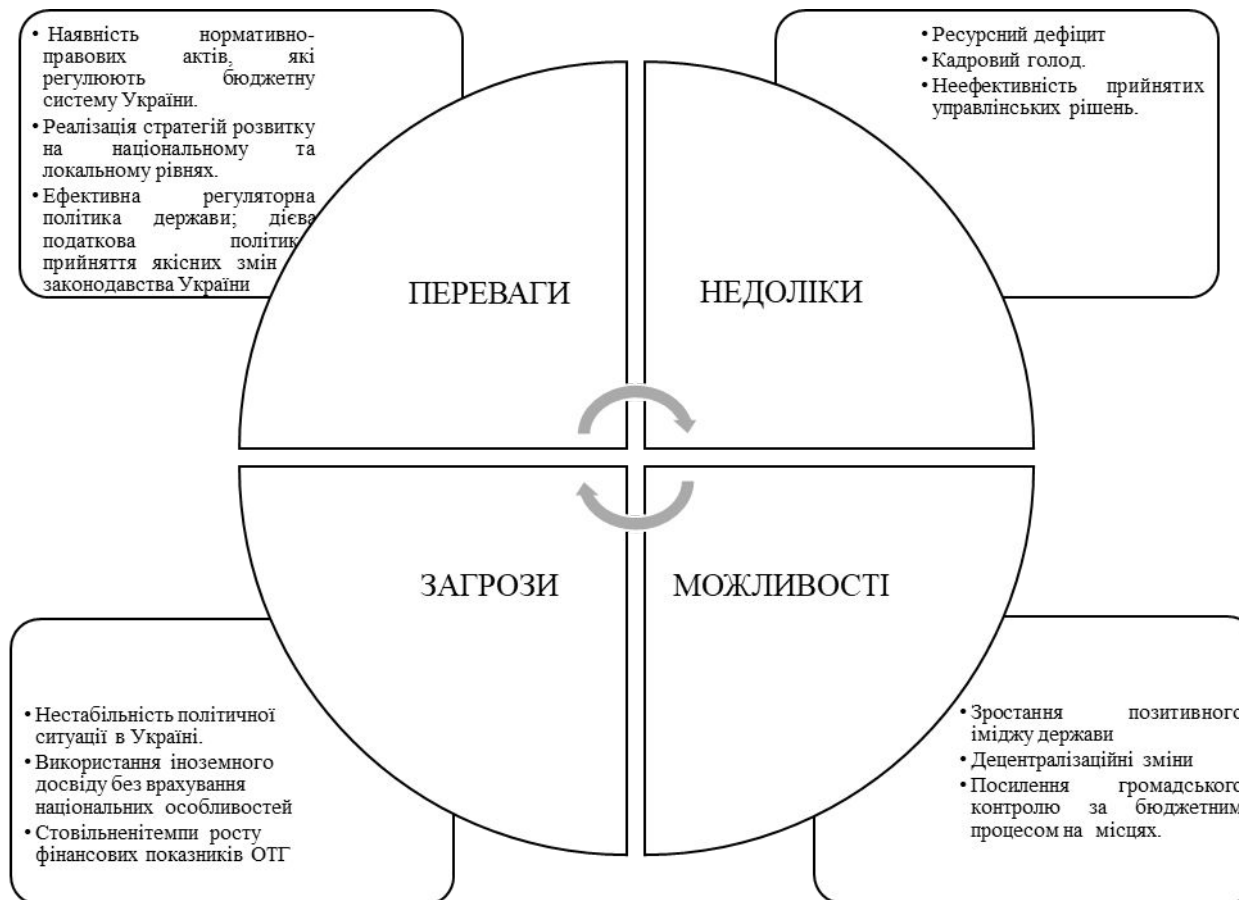 • Наявність нормативно-
правових актів, які
регулюють бюджетну
систему України.
• Реалізація стратегій розвитку
на національному та
локальному рівнях.
• Ефективна регуляторна
політика держави; дієва
податкова політик
прийняття якісних змін
законодавства України
• Ресурсний дефіцит
• Кадровий голод.
• Неефективність прийнятих
управлінських рішень.
ПЕРЕВАГИ
НЕДОЛІКИ
ЗАГРОЗИ
МОЖЛИВОСТІ
• Нестабільність політичної
ситуації в Україні.
• Використання іноземного
досвіду без врахування
національних особливостей
• Стовільненітемпи росту
фінансових показників ОТГ
• Зростання позитивного
іміджу держави
• Децентралізаційні зміни
• Посилення громадського
контролю за бюджетним
процесом на місцях.